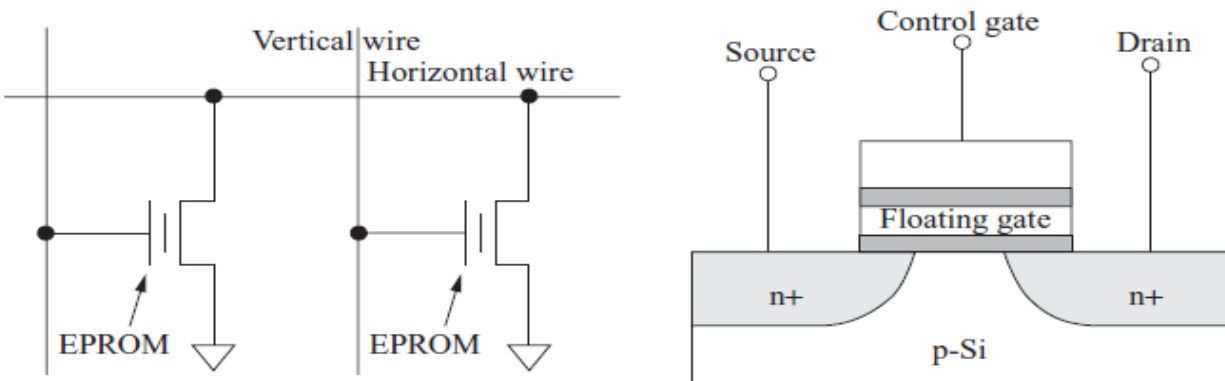 Vertical wire
Horizontal wire
EPROM
EPROM
Control gate
Source
Drain
Floating gate
n+
n+
p-Si